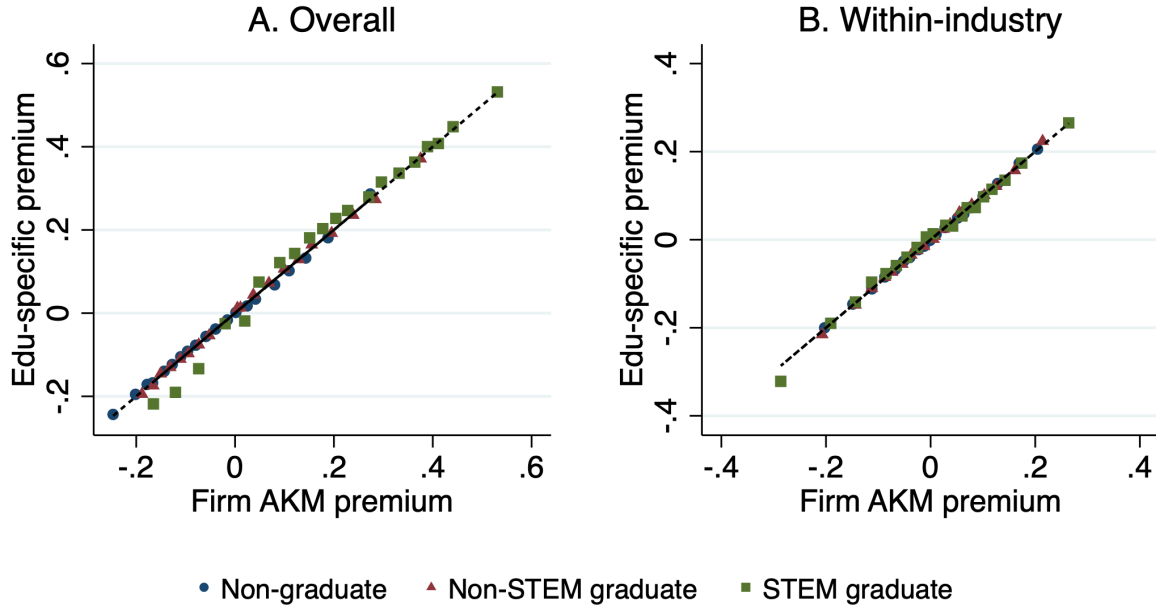 A. Overall
Edu-specific premium
.6
.4
.2
0
-.2
-.2 0 .2 .4 .6
Firm AKM premium
B. Within-industry
Edu-specific premium
.4
.2
0
-.2
-.4
-.4 -.2 0 .2 .4
Firm AKM premium
Non-graduate Non-STEM graduate STEM graduate